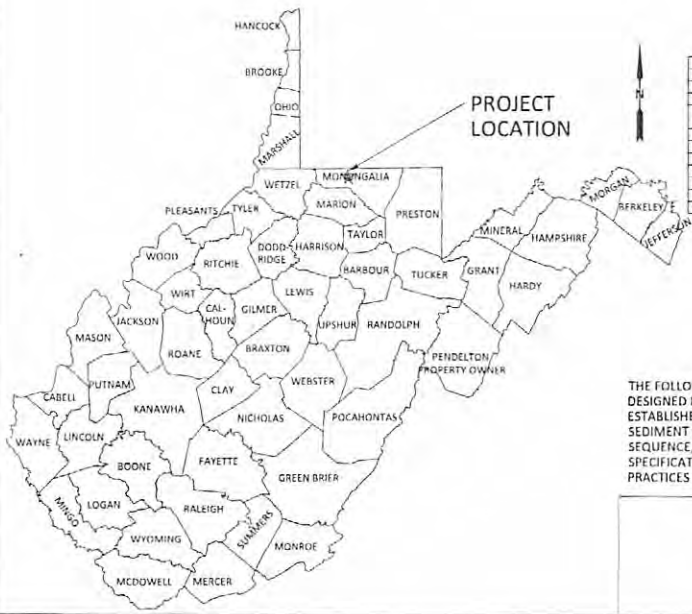 HANCOCK
BROOKE
OHIO
MARSHALL
PROJECT
LOCATION
N
WETZEL
MONONGALIA
MARION
PRESTON
MORGAN
BERKELEY
JEFFERSON
PLEASANTS
TYLER
TAYLOR
MINERAL
HAMPSHIRE
WOOD
RITCHIE
DODD-
RIDGE
HARRISON
BARBOUR
TUCKER
GRANT
HARDY
WIRT
JACKSON
CAL-
HOUN
GILMER
LEWIS
UPSHUR
RANDOLPH
MASON
ROANE
BRAXTON
PENDELTON
PROPERTY OWNER
CABELL
PUTNAM
KANAWHA
CLAY
WEBSTER
POCAHONTAS
WAYNE
LINCOLN
BOONE
NICHOLAS
FAYETTE
GREEN BRIER
MINGO
LOGAN
RALEIGH
SUMMERS
WYOMING
MONROE
MCDOWELL
MERCER
THE FOLLO
DESIGNED
ESTABLISHE
SEDIMENT
SEQUENCE,
SPECIFICAT
PRACTICES